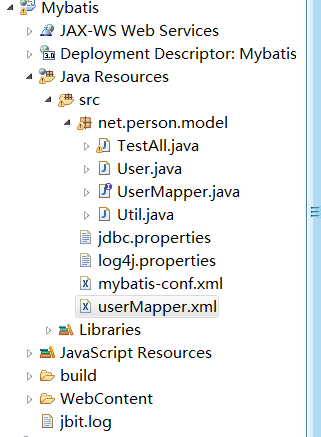 Mybatis
JAX-WS Web Services
Deployment Descriptor: Mybatis
Java Resources
src
net.person.model
TestAll.java
User.java
UserMapper.java
Util.java
jdbc.properties
log4j.properties
mybatis-conf.xml
userMapper.xml
Libraries
JavaScript Resources
build
WebContent
jbit.log